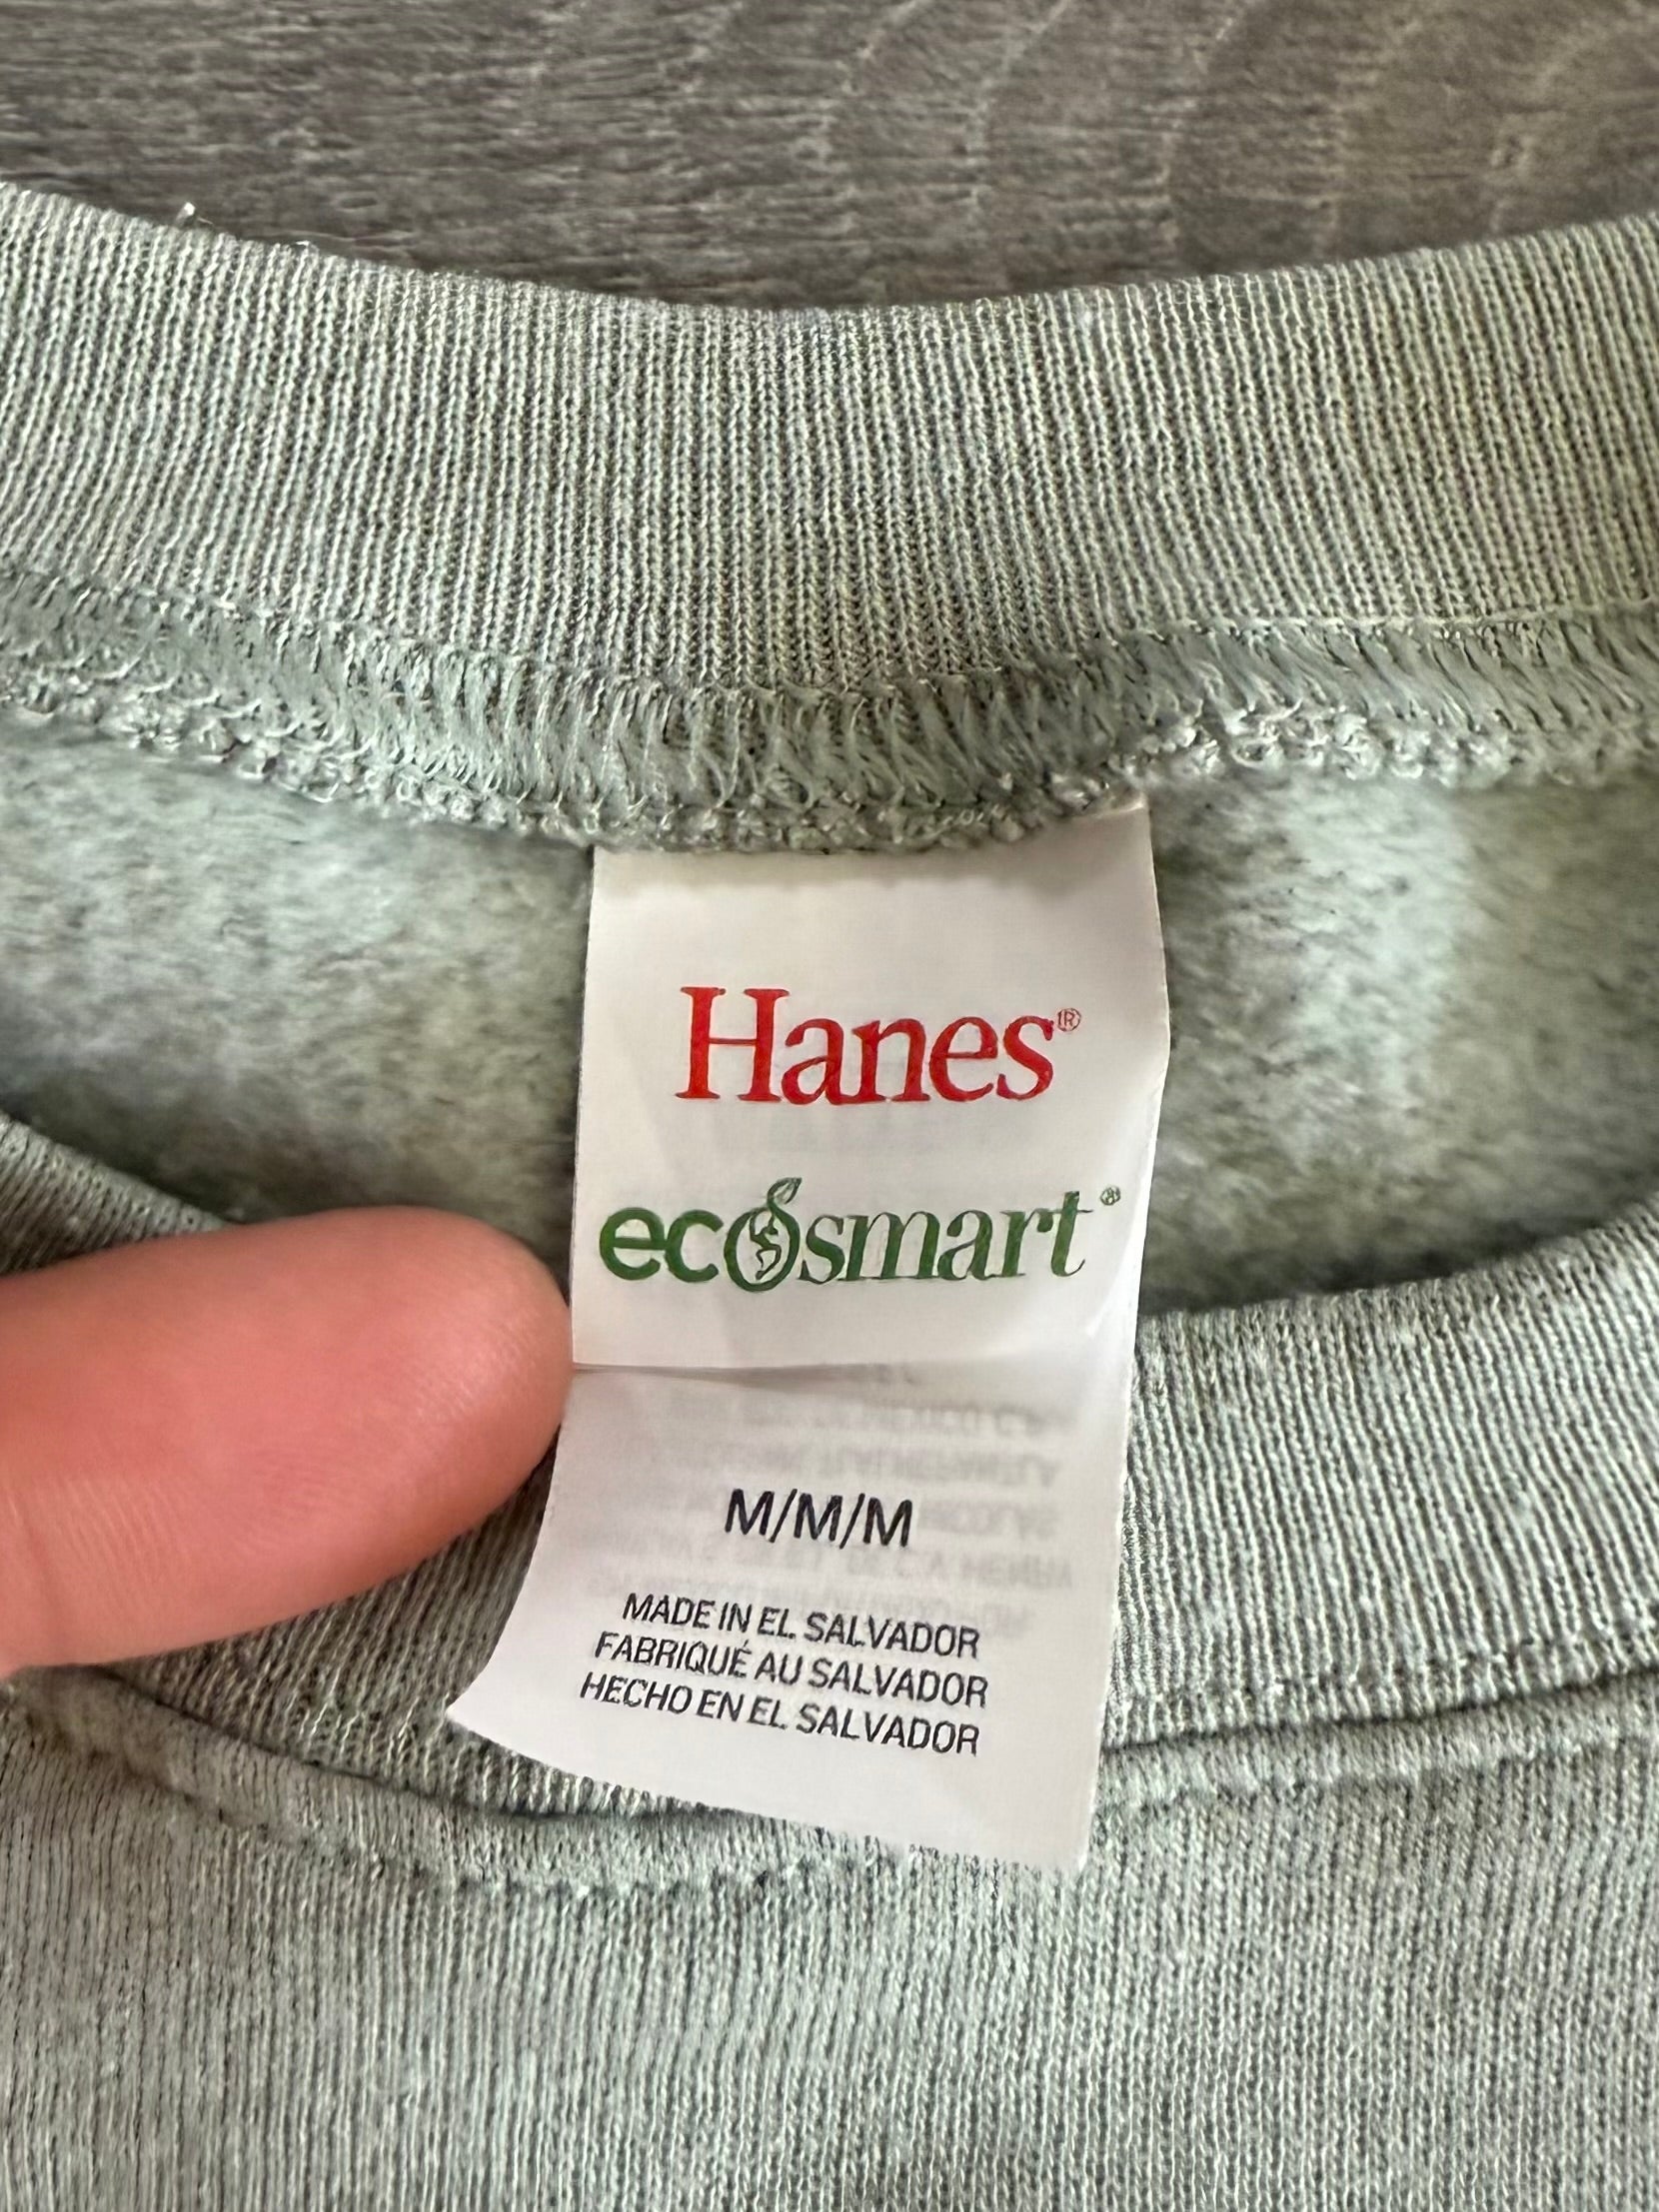 Hanes®
ecosmart®
M/M/M
MADE IN EL SALVADOR
FABRIQUÉ AU SALVADOR
HECHO EN EL SALVADOR